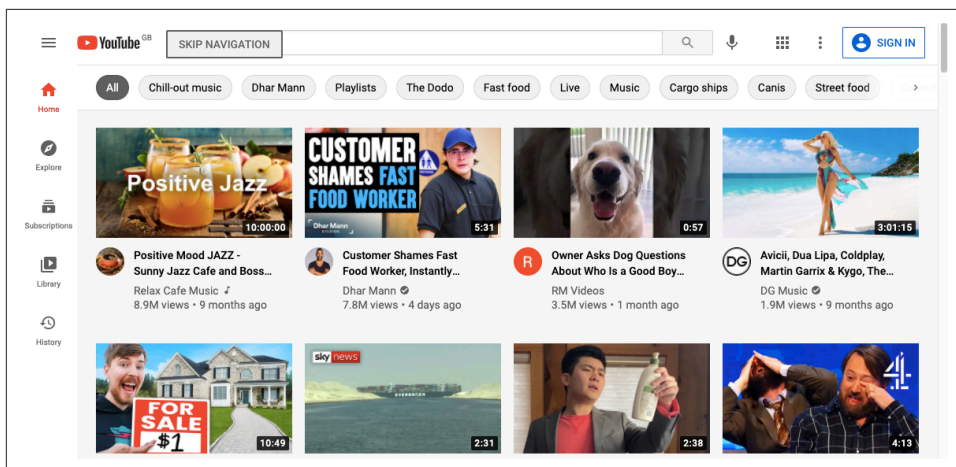 YouTube GB
SKIP NAVIGATION
SIGN IN
All
Chill-out music
Dhar Mann
Playlists
The Dodo
Fast food
Live
Music
Cargo ships
Canis
Street food
Home
Explore
Subscriptions
Library
History
Positive Jazz
10:00:00
CUSTOMER
SHAMES FAST
FOOD WORKER
Dhar Mann
5:31
0:57
3:01:15
Positive Mood JAZZ -
Sunny Jazz Cafe and Boss...
Relax Cafe Music
8.9M views • 9 months ago
Customer Shames Fast
Food Worker, Instantly...
Dhar Mann
7.8M views • 4 days ago
R
Owner Asks Dog Questions
About Who Is a Good Boy...
RM Videos
3.5M views • 1 month ago
DG
Avicii, Dua Lipa, Coldplay,
Martin Garrix & Kygo, The...
DG Music
1.9M views • 9 months ago
FOR
SALE
$1
10:49
sky news
EVERGREEN
2:31
2:38
4
4:13